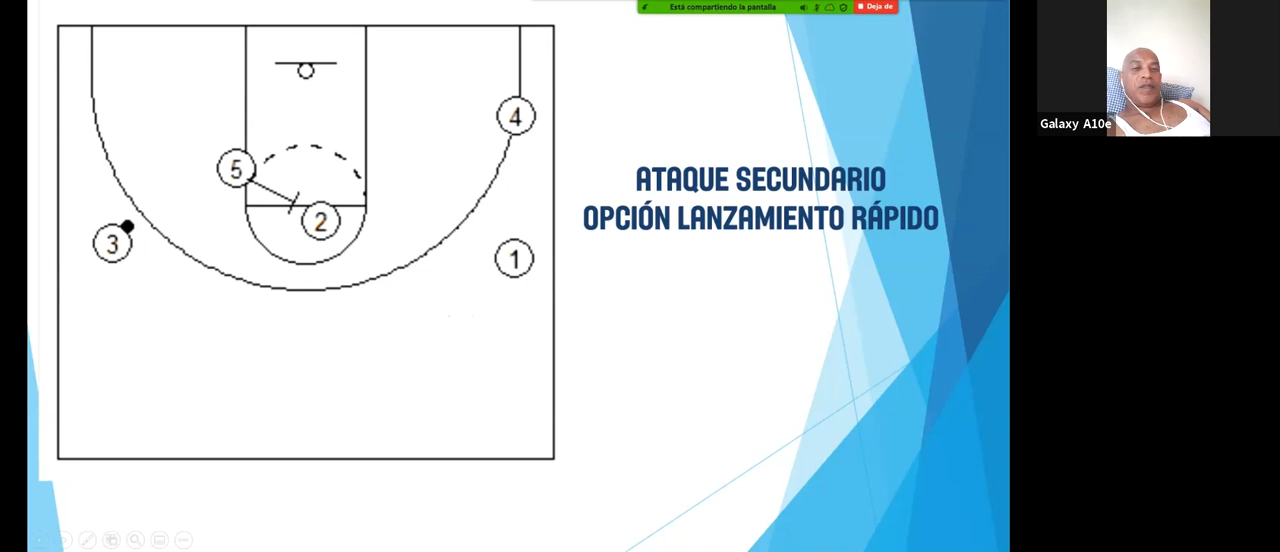 Está compartiendo la pantalla
Deja de
Galaxy A10e
4
5
2
3
1
ATAQUE SECUNDARIO
OPCIÓN LANZAMIENTO RÁPIDO